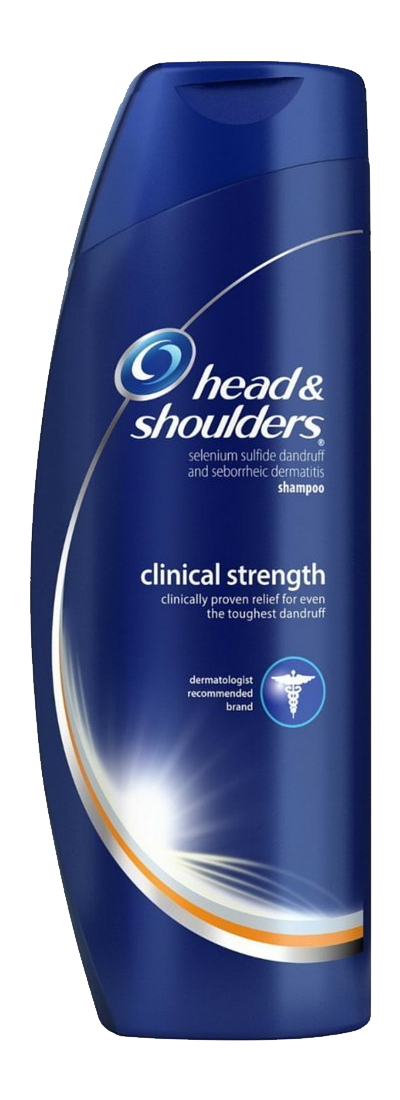 head &
shoulders®
selenium sulfide dandruff
and seborrheic dermatitis
shampoo
clinical strength
clinically proven relief for even
the toughest dandruff
dermatologist
recommended
brand